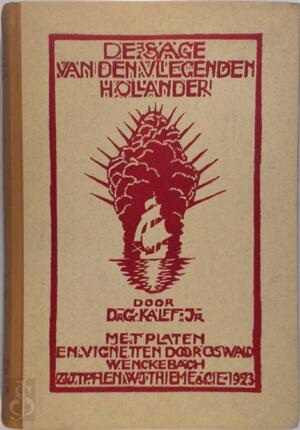 DE SAGE
VAN DEN VLIEGENDEN
HOLLANDER
DOOR
DR. G. KALFF: JR
MET PLATEN
EN VIGNETTEN DOOR OSWALD
WENCKEBACH
ZUTPHEN. W.J. THIEME & CIE - 1923